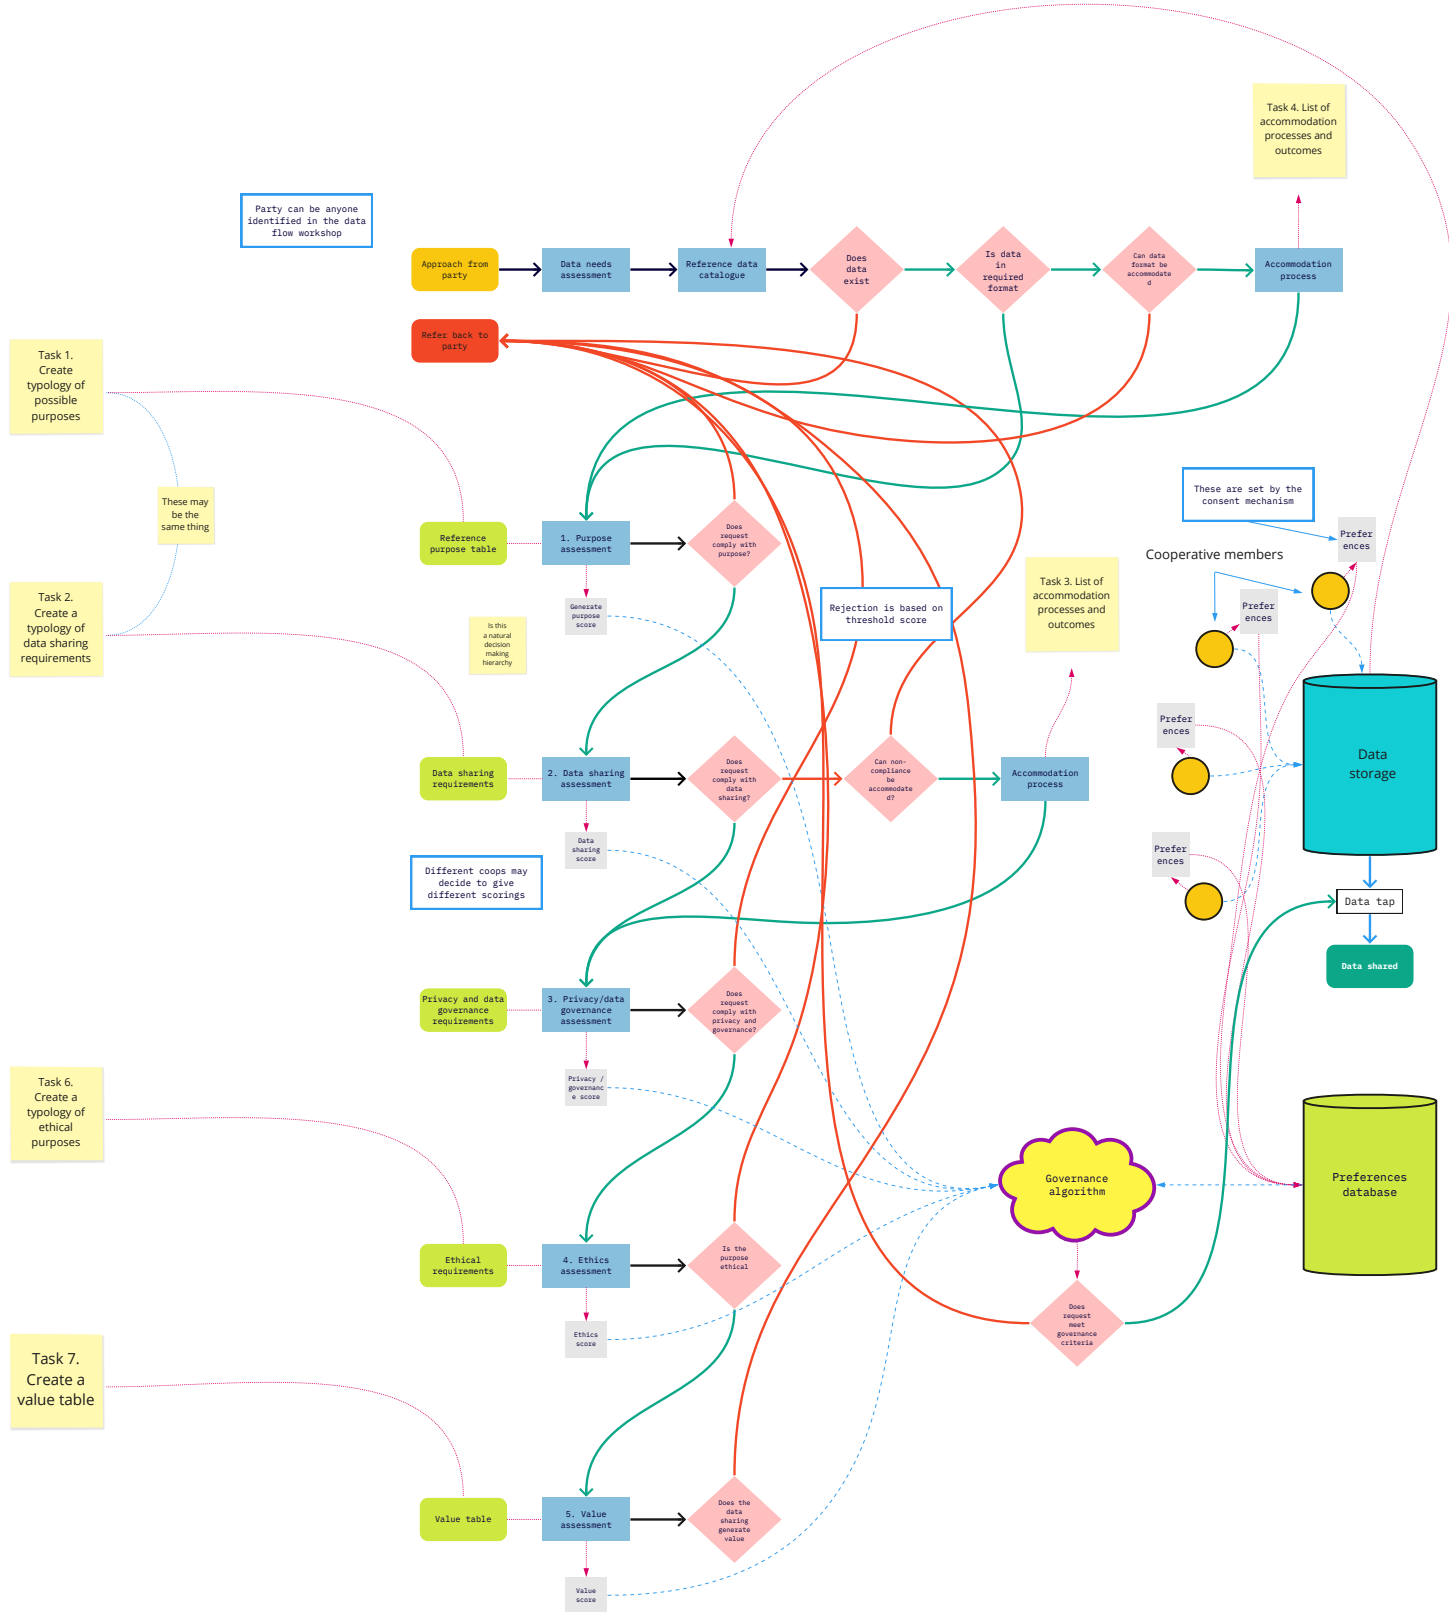 Task 4. List of
accommodation
processes and
outcomes
Party can be anyone
identified in the data
flow workshop
Approach from
party
Data needs
assessment
Reference data
catalogue
Does
data
exist
Is data
in
required
format
Can data
format be
accommodate
d
Accommodation
process
Refer back to
party
Task 1.
Create
typology of
possible
purposes
These may
be the
same thing
Task 2.
Create a
typology of
data sharing
requirements
Reference
purpose table
1. Purpose
assessment
Does
request
comply with
purpose?
Generate
purpose
score
Is this
a natural
decision
making
hierarchy
Rejection is based on
threshold score
Task 3. List of
accommodation
processes and
outcomes
These are set by the
consent mechanism
Prefer
ences
Cooperative members
Prefer
ences
Prefer
ences
Prefer
ences
Data
storage
Data tap
Data shared
Data sharing
requirements
2. Data sharing
assessment
Does
request
comply with
data
sharing?
Can non-
compliance
be
accommodate
d?
Accommodation
process
Data
sharing
score
Different coops may
decide to give
different scorings
Privacy and data
governance
requirements
3. Privacy/data
governance
assessment
Does
request
comply with
privacy and
governance?
Privacy /
governanc
e score
Task 6.
Create a
typology of
ethical
purposes
Governance
algorithm
Preferences
database
Ethical
requirements
4. Ethics
assessment
Is the
purpose
ethical
Ethics
score
Does
request
meet
governance
criteria
Task 7.
Create a
value table
Value table
5. Value
assessment
Does the
data
sharing
generate
value
Value
score